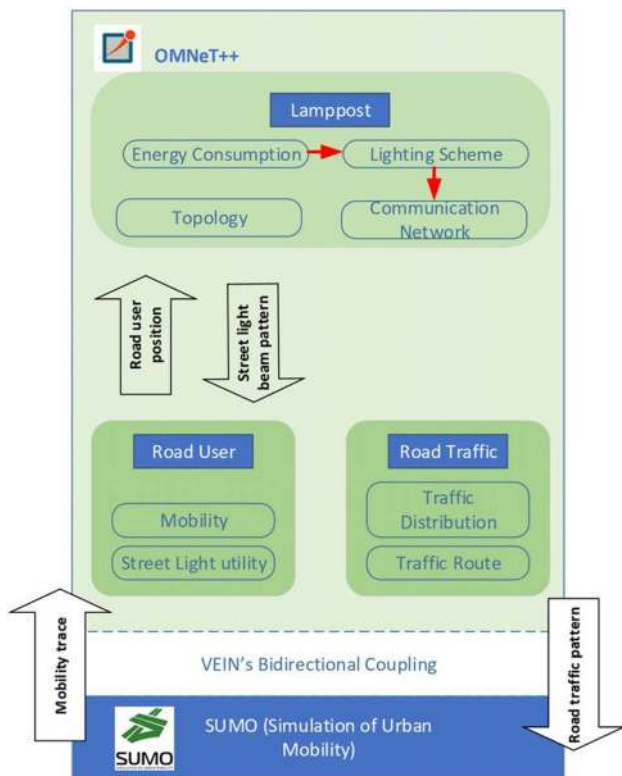 OMNeT++
Lamppost
Energy Consumption
Lighting Scheme
Topology
Communication
Network
Road user
position
Street light
beam pattern
Road User
Road Traffic
Mobility
Traffic
Distribution
Street Light utility
Traffic Route
Mobility trace
Road traffic pattern
VEIN's Bidirectional Coupling
SUMO (Simulation of Urban
Mobility)
SUMO